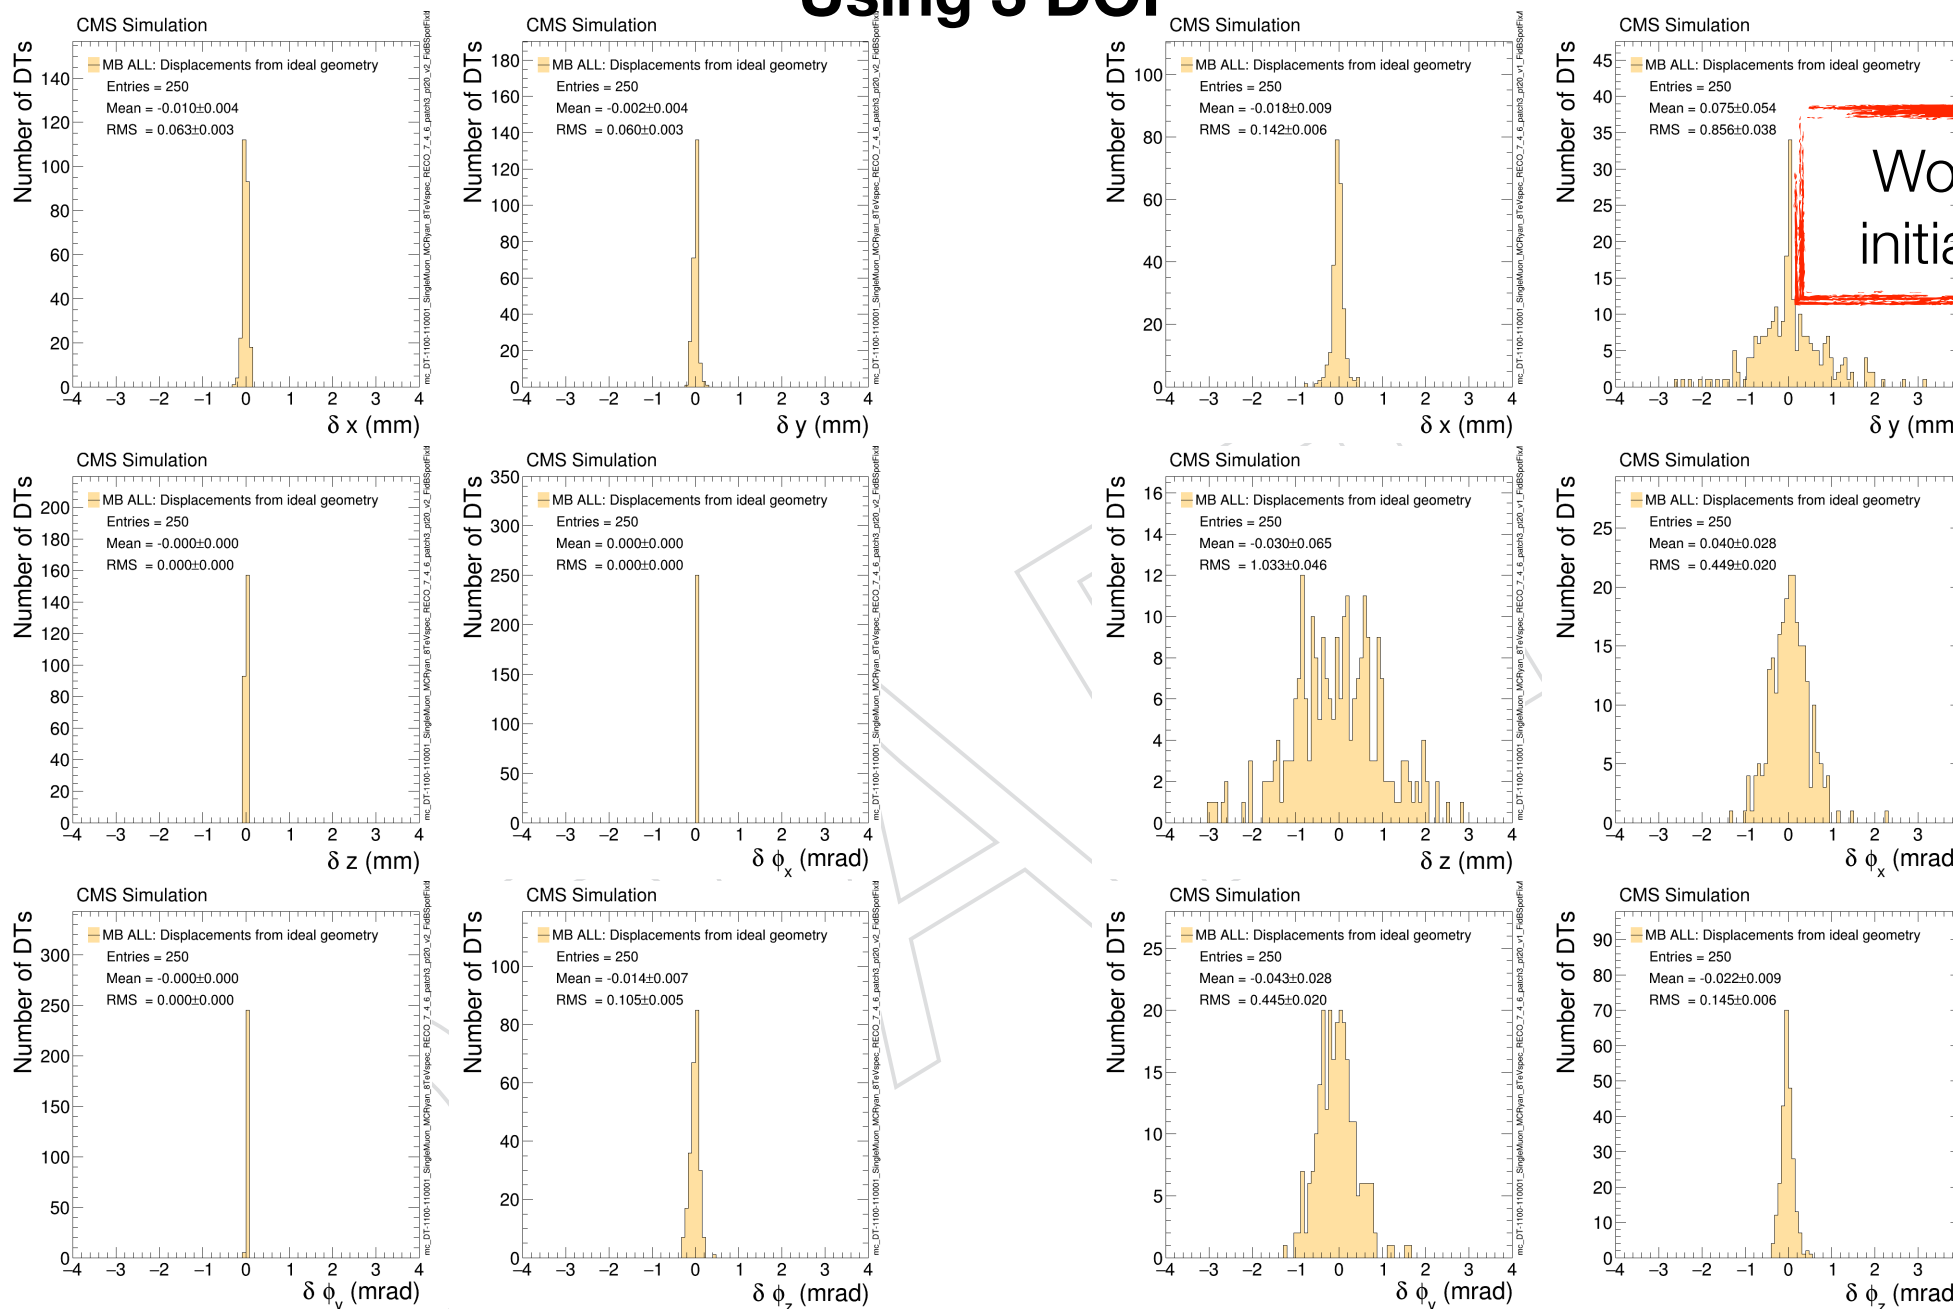 Using 3 DOF
CMS Simulation
Number of DTs
MB ALL: Displacements from ideal geometry
Entries = 250
Mean = -0.010±0.004
RMS = 0.063±0.003
δ x (mm)
CMS Simulation
Number of DTs
MB ALL: Displacements from ideal geometry
Entries = 250
Mean = -0.002±0.004
RMS = 0.060±0.003
δ y (mm)
CMS Simulation
Number of DTs
MB ALL: Displacements from ideal geometry
Entries = 250
Mean = -0.018±0.009
RMS = 0.142±0.006
δ x (mm)
CMS Simulation
Number of DTs
MB ALL: Displacements from ideal geometry
Entries = 250
Mean = 0.075±0.054
RMS = 0.856±0.038
δ y (mm
Wo
initia
CMS Simulation
Number of DTs
MB ALL: Displacements from ideal geometry
Entries = 250
Mean = -0.000±0.000
RMS = 0.000±0.000
δ z (mm)
CMS Simulation
Number of DTs
MB ALL: Displacements from ideal geometry
Entries = 250
Mean = 0.000±0.000
RMS = 0.000±0.000
δ ϕx (mrad)
CMS Simulation
Number of DTs
MB ALL: Displacements from ideal geometry
Entries = 250
Mean = -0.030±0.065
RMS = 1.033±0.046
δ z (mm)
CMS Simulation
Number of DTs
MB ALL: Displacements from ideal geometry
Entries = 250
Mean = 0.040±0.028
RMS = 0.449±0.020
δ ϕx (mrad
CMS Simulation
Number of DTs
MB ALL: Displacements from ideal geometry
Entries = 250
Mean = -0.000±0.000
RMS = 0.000±0.000
δ ϕy (mrad)
CMS Simulation
Number of DTs
MB ALL: Displacements from ideal geometry
Entries = 250
Mean = -0.014±0.007
RMS = 0.105±0.005
δ ϕz (mrad)
CMS Simulation
Number of DTs
MB ALL: Displacements from ideal geometry
Entries = 250
Mean = -0.043±0.028
RMS = 0.445±0.020
δ ϕy (mrad)
CMS Simulation
Number of DTs
MB ALL: Displacements from ideal geometry
Entries = 250
Mean = -0.022±0.009
RMS = 0.145±0.006
δ ϕz (mrad